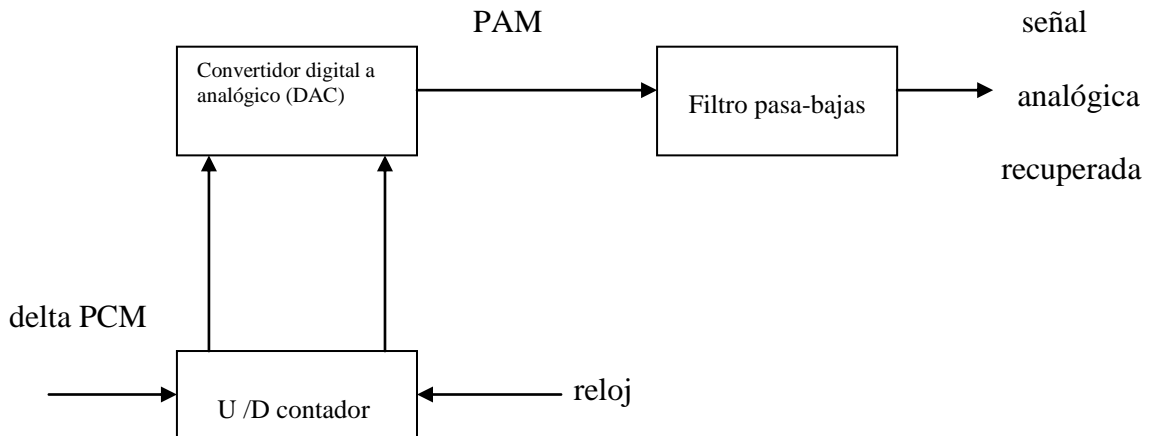 PAM
señal
Convertidor digital a
analógico (DAC)
Filtro pasa-bajas
analógica
recuperada
delta PCM
U /D contador
reloj